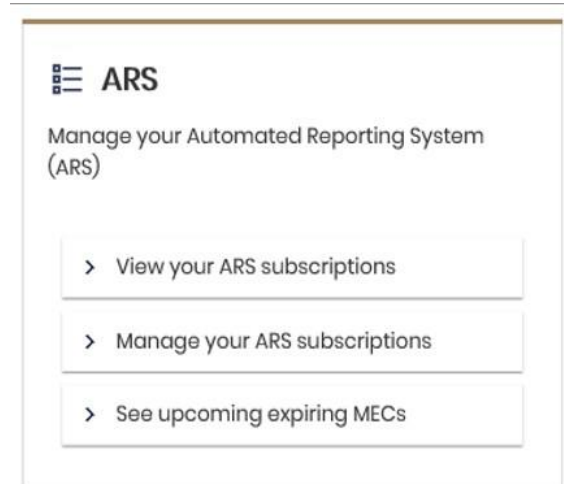 ARS
Manage your Automated Reporting System
(ARS)
View your ARS subscriptions
Manage your ARS subscriptions
See upcoming expiring MECs